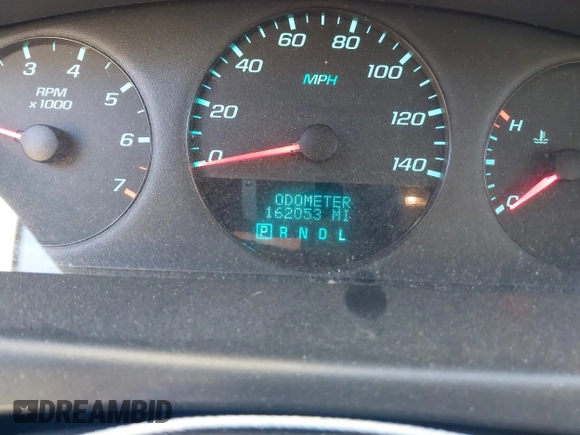 60 80
3 4 40 100
RPM MPH
x 1000 5
20 120 H
6
0 140
7 ODOMETER C
162053 MI
P R N D L
DREAMBID